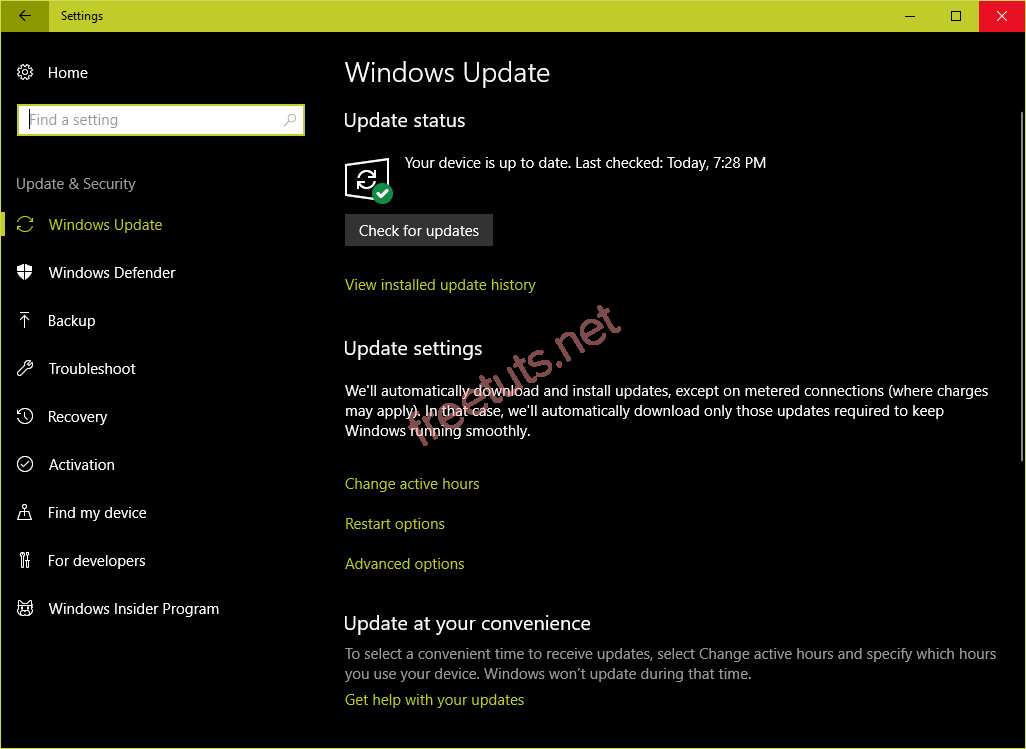 Settings
Home
Find a setting
Update & Security
Windows Update
Windows Defender
Backup
Troubleshoot
Recovery
Activation
Find my device
For developers
Windows Insider Program
Windows Update
Update status
Your device is up to date. Last checked: Today, 7:28 PM
Check for updates
View installed update history
Update settings
We'll automatically download and install updates, except on metered connections (where charges
may apply). In that case, we'll automatically download only those updates required to keep
Windows running smoothly.
freetuts.net
Change active hours
Restart options
Advanced options
Update at your convenience
To select a convenient time to receive updates, select Change active hours and specify which hours
you use your device. Windows won't update during that time.
Get help with your updates